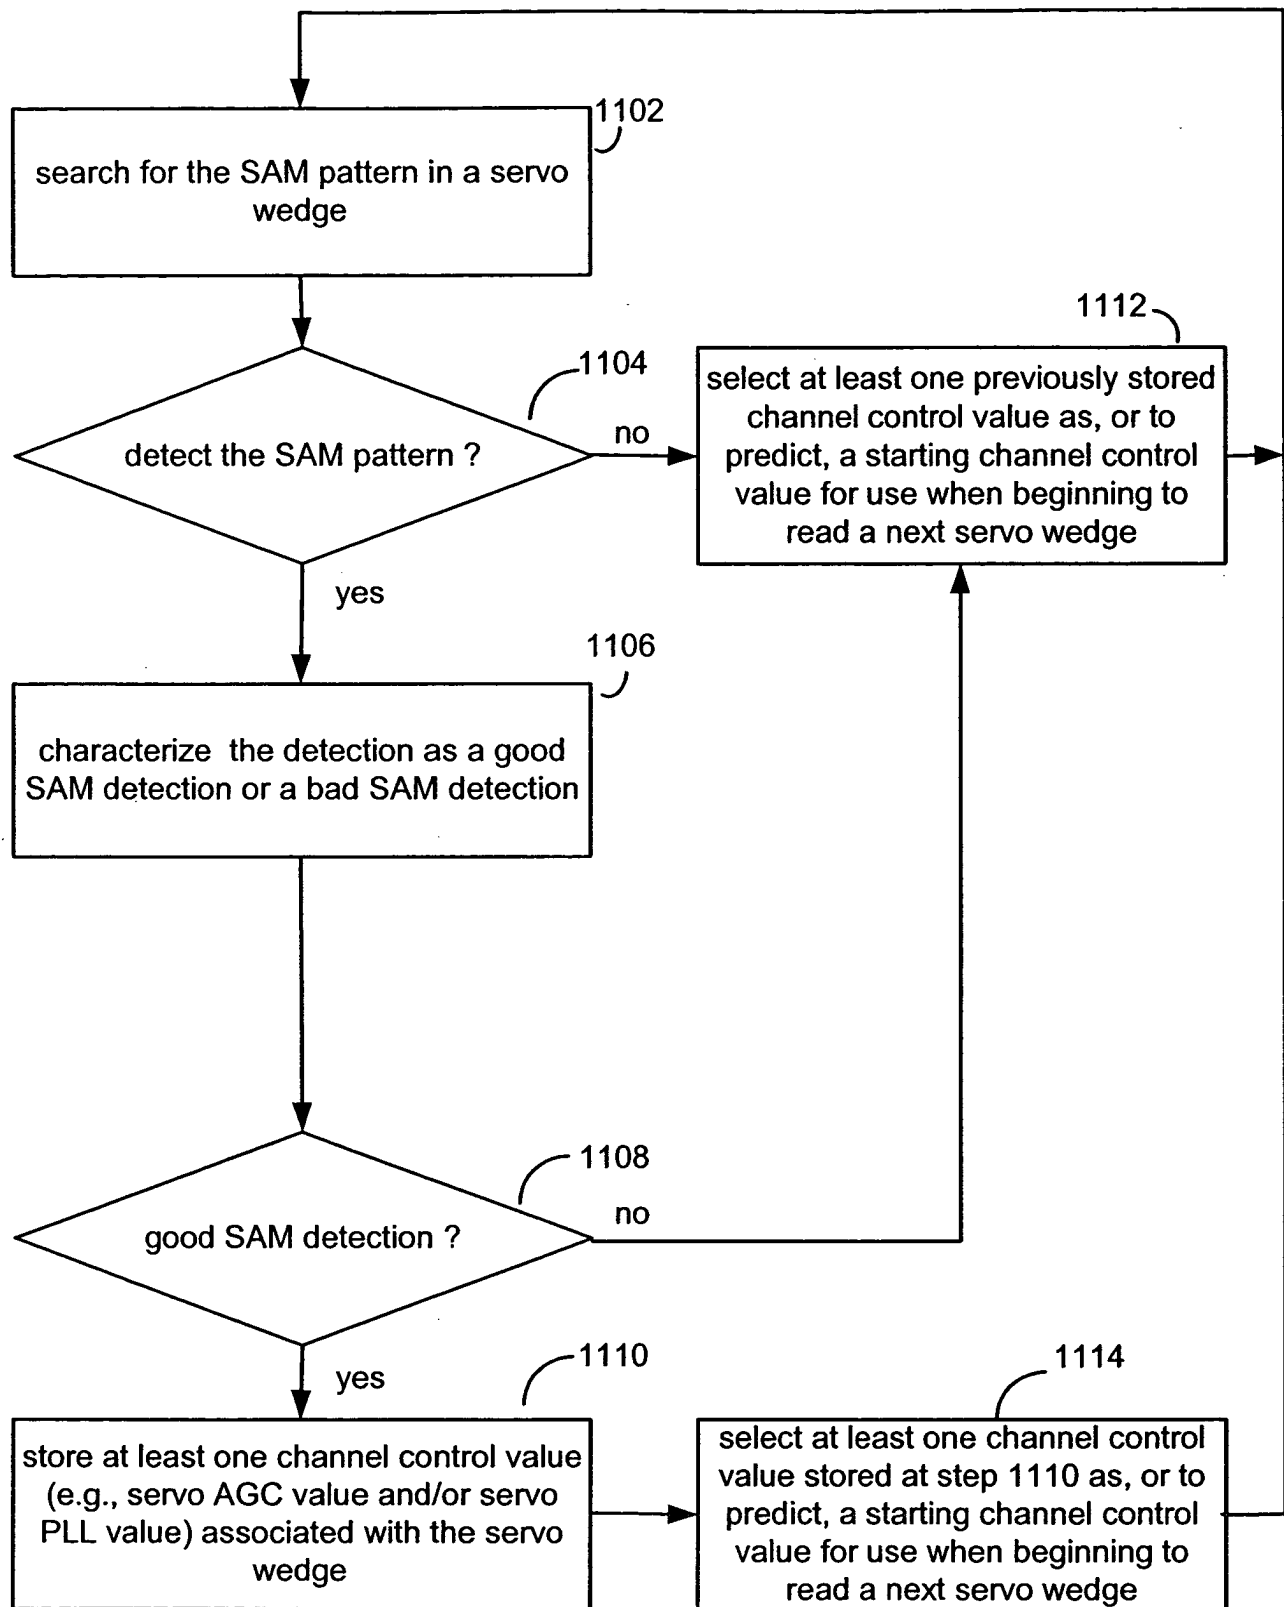 1102
search for the SAM pattern in a servo
wedge
1104
detect the SAM pattern ?
no
yes
1112
select at least one previously stored
channel control value as, or to
predict, a starting channel control
value for use when beginning to
read a next servo wedge
1106
characterize the detection as a good
SAM detection or a bad SAM detection
1108
good SAM detection ?
no
yes
1110
store at least one channel control value
(e.g., servo AGC value and/or servo
PLL value) associated with the servo
wedge
1114
select at least one channel control
value stored at step 1110 as, or to
predict, a starting channel control
value for use when beginning to
read a next servo wedge